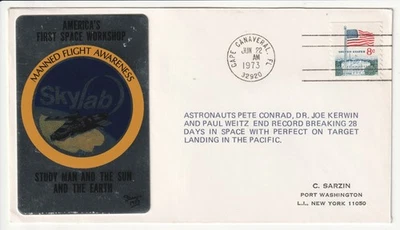 AMERICA'S
FIRST SPACE WORKSHOP
MANNED FLIGHT AWARENESS
Skylab
STUDY MAN AND THE SUN
AND THE EARTH
CAPE CANAVERAL, FL
JUN 22
AM
1973
32920
8c
ASTRONAUTS PETE CONRAD, DR. JOE KERWIN
AND PAUL WEITZ END RECORD BREAKING 28
DAYS IN SPACE WITH PERFECT ON TARGET
LANDING IN THE PACIFIC.
C. SARZIN
PORT WASHINGTON
L.I., NEW YORK 11050